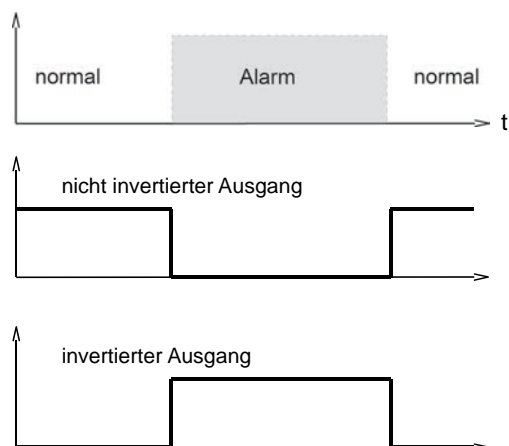 normal Alarm normal
t
nicht invertierter Ausgang
invertierter Ausgang